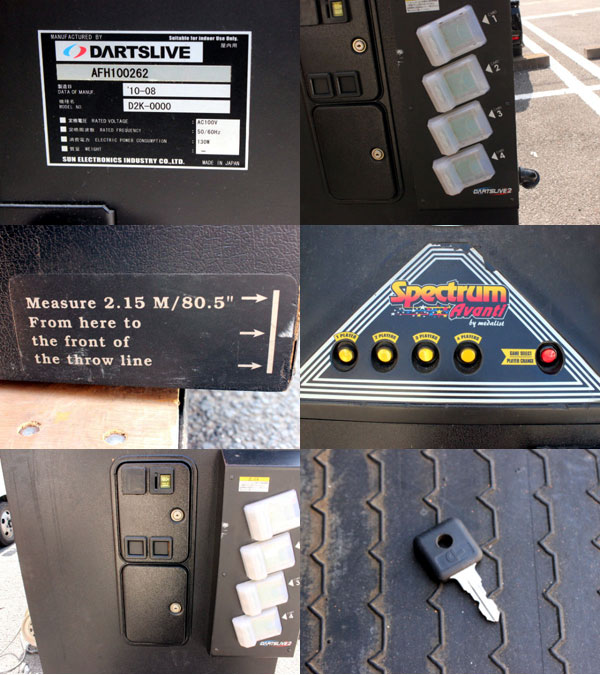 MANUFACTURED BY
Suitable for Indoor Use Only.
屋内用
DARTSLIVE
AFH100262
製造日
DATA OF MANUF.
'10-08
機種名
MODEL NO
D2K-0000
定格電圧 RATED VOLTAGE : AC100V
定格周波数 RATED FREQUENCY : 50/60Hz
消費電力 ELECTRIC POWER CONSUMPTION : 130W
質量 WEIGHT : —
SUN ELECTRONICS INDUSTRY CO.,LTD.
MADE IN JAPAN
1
2
3
4
DARTSLIVE2
Measure 2.15 M/80.5"
From here to
the front of
the throw line
Spectrum
Avanti
by medalist
1 PLAYER
2 PLAYERS
3 PLAYERS
4 PLAYERS
GAME SELECT
PLAYER CHANGE
3
4
DARTSLIVE2